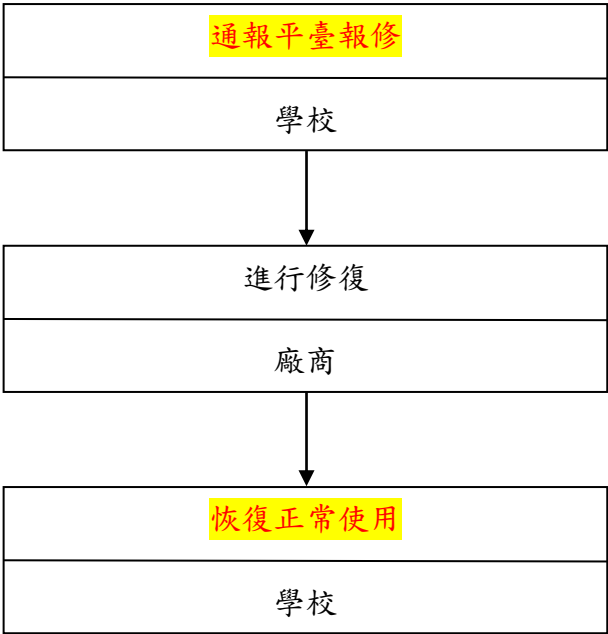 通報平臺報修
學校
進行修復
廠商
恢復正常使用
學校